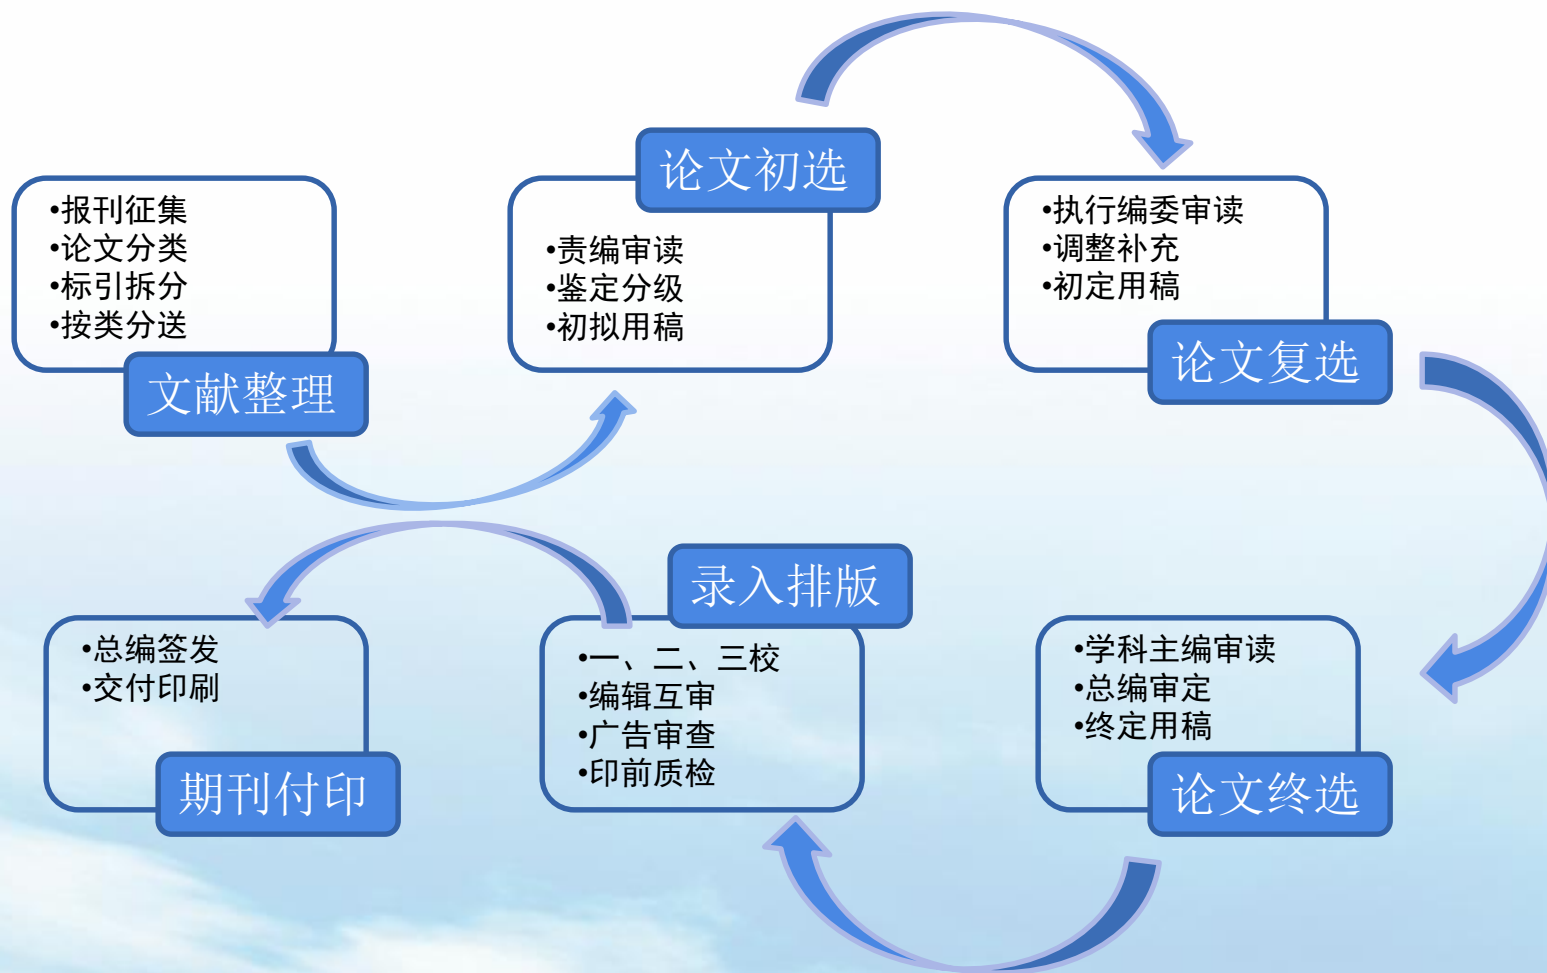 •报刊征集
•论文分类
•标引拆分
•按类分送
文献整理
论文初选
•责编审读
•鉴定分级
•初拟用稿
•执行编委审读
•调整补充
•初定用稿
论文复选
•学科主编审读
•总编审定
•终定用稿
论文终选
录入排版
•一、二、三校
•编辑互审
•广告审查
•印前质检
•总编签发
•交付印刷
期刊付印